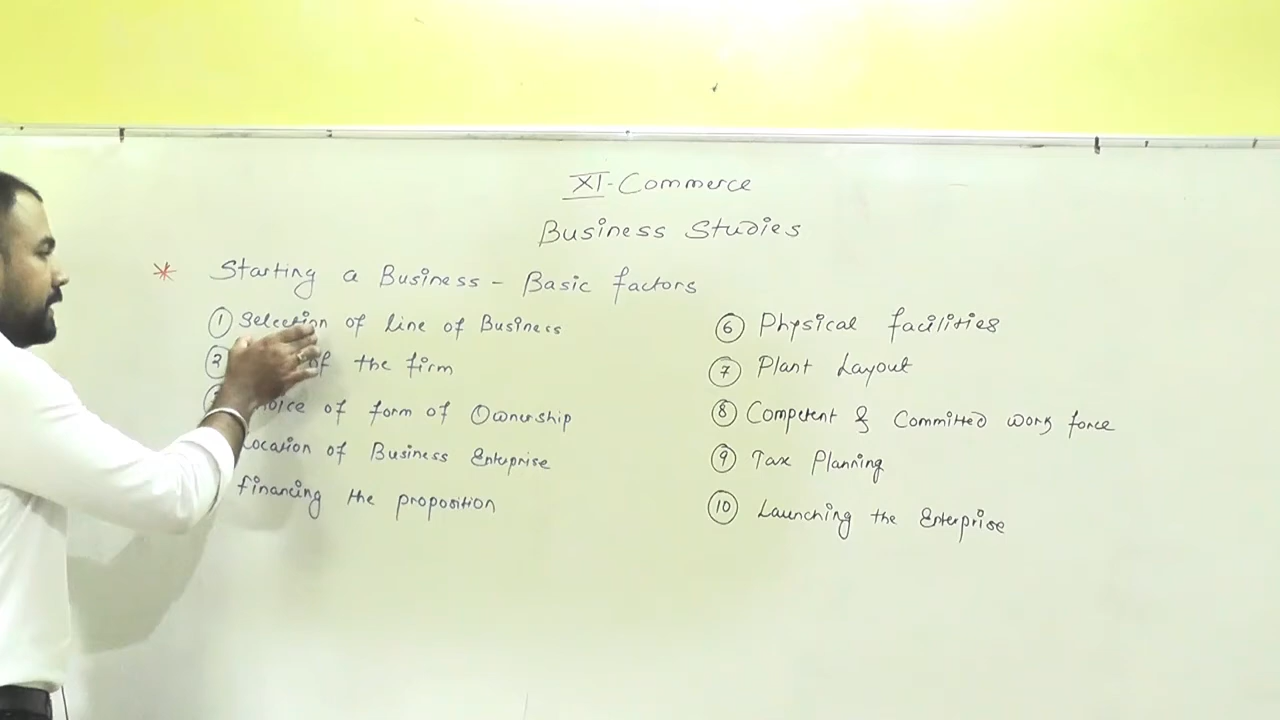 XI-Commerce
Business Studies
* Starting a Business - Basic factors
① Selection of line of Business
② of the firm
of form of Ownership
Location of Business Enterprise
financing the proposition
⑥ Physical facilities
⑦ Plant Layout
⑧ Competent & Committed work force
⑨ Tax Planning
⑩ Launching the Enterprise